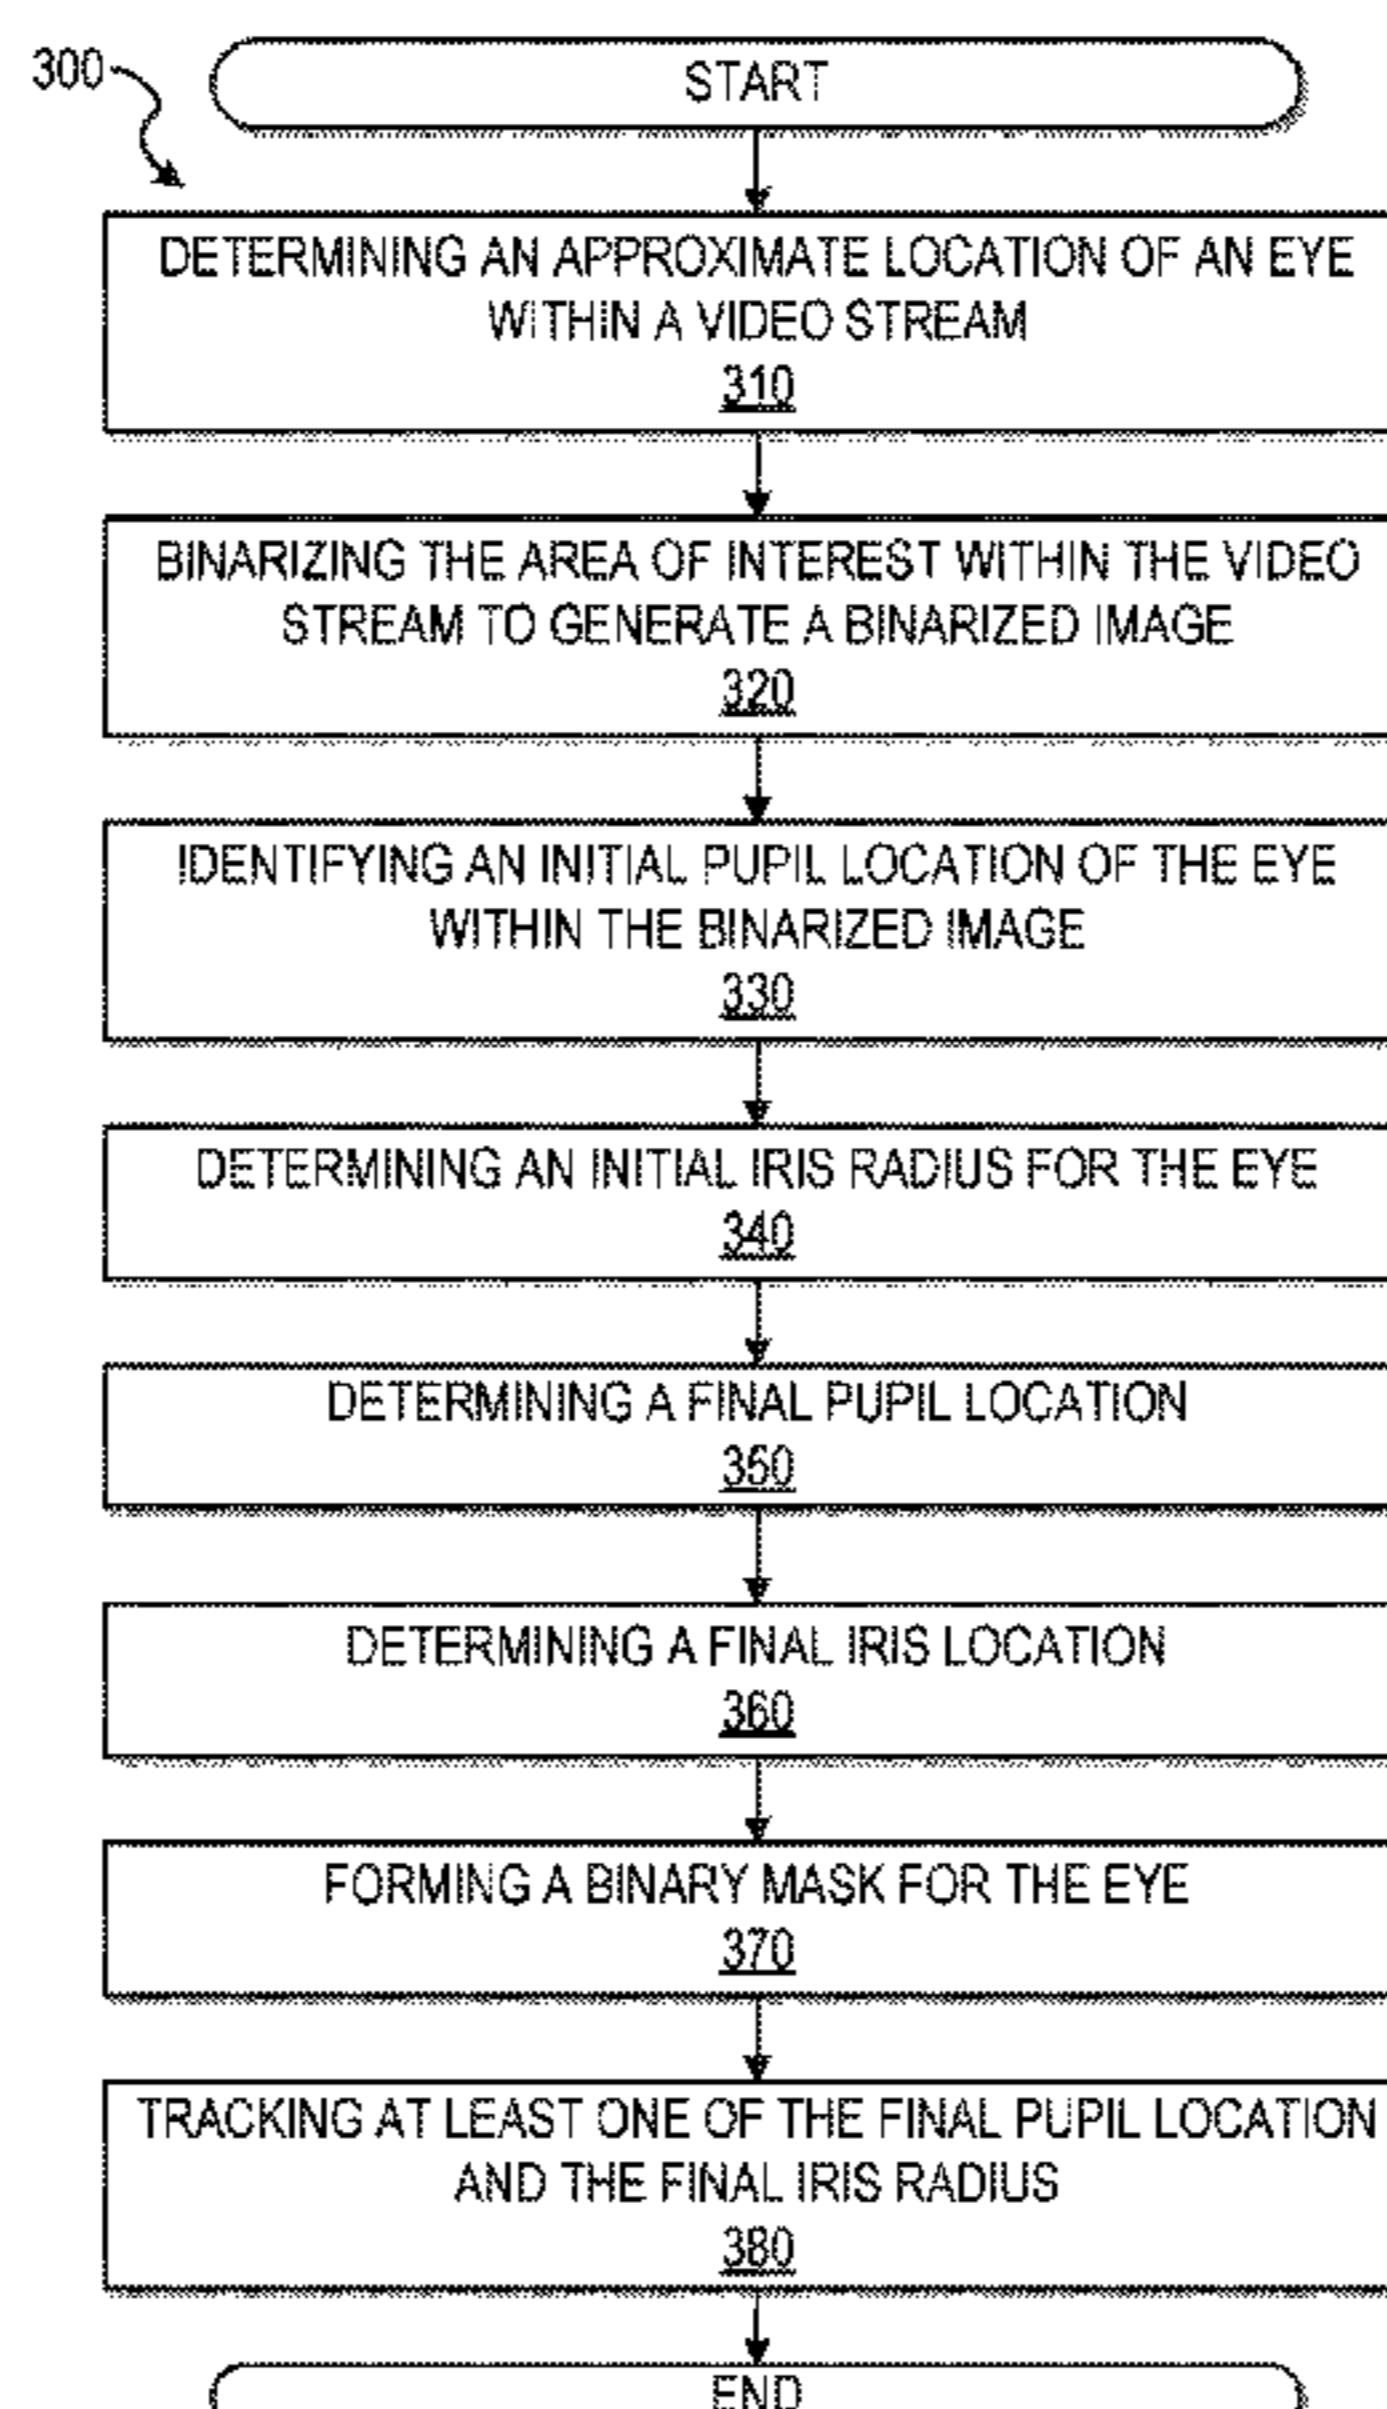 300
START
DETERMINING AN APPROXIMATE LOCATION OF AN EYE
WITHIN A VIDEO STREAM
310
BINARIZING THE AREA OF INTEREST WITHIN THE VIDEO
STREAM TO GENERATE A BINARIZED IMAGE
320
IDENTIFYING AN INITIAL PUPIL LOCATION OF THE EYE
WITHIN THE BINARIZED IMAGE
330
DETERMINING AN INITIAL IRIS RADIUS FOR THE EYE
340
DETERMINING A FINAL PUPIL LOCATION
350
DETERMINING A FINAL IRIS LOCATION
360
FORMING A BINARY MASK FOR THE EYE
370
TRACKING AT LEAST ONE OF THE FINAL PUPIL LOCATION
AND THE FINAL IRIS RADIUS
380
END